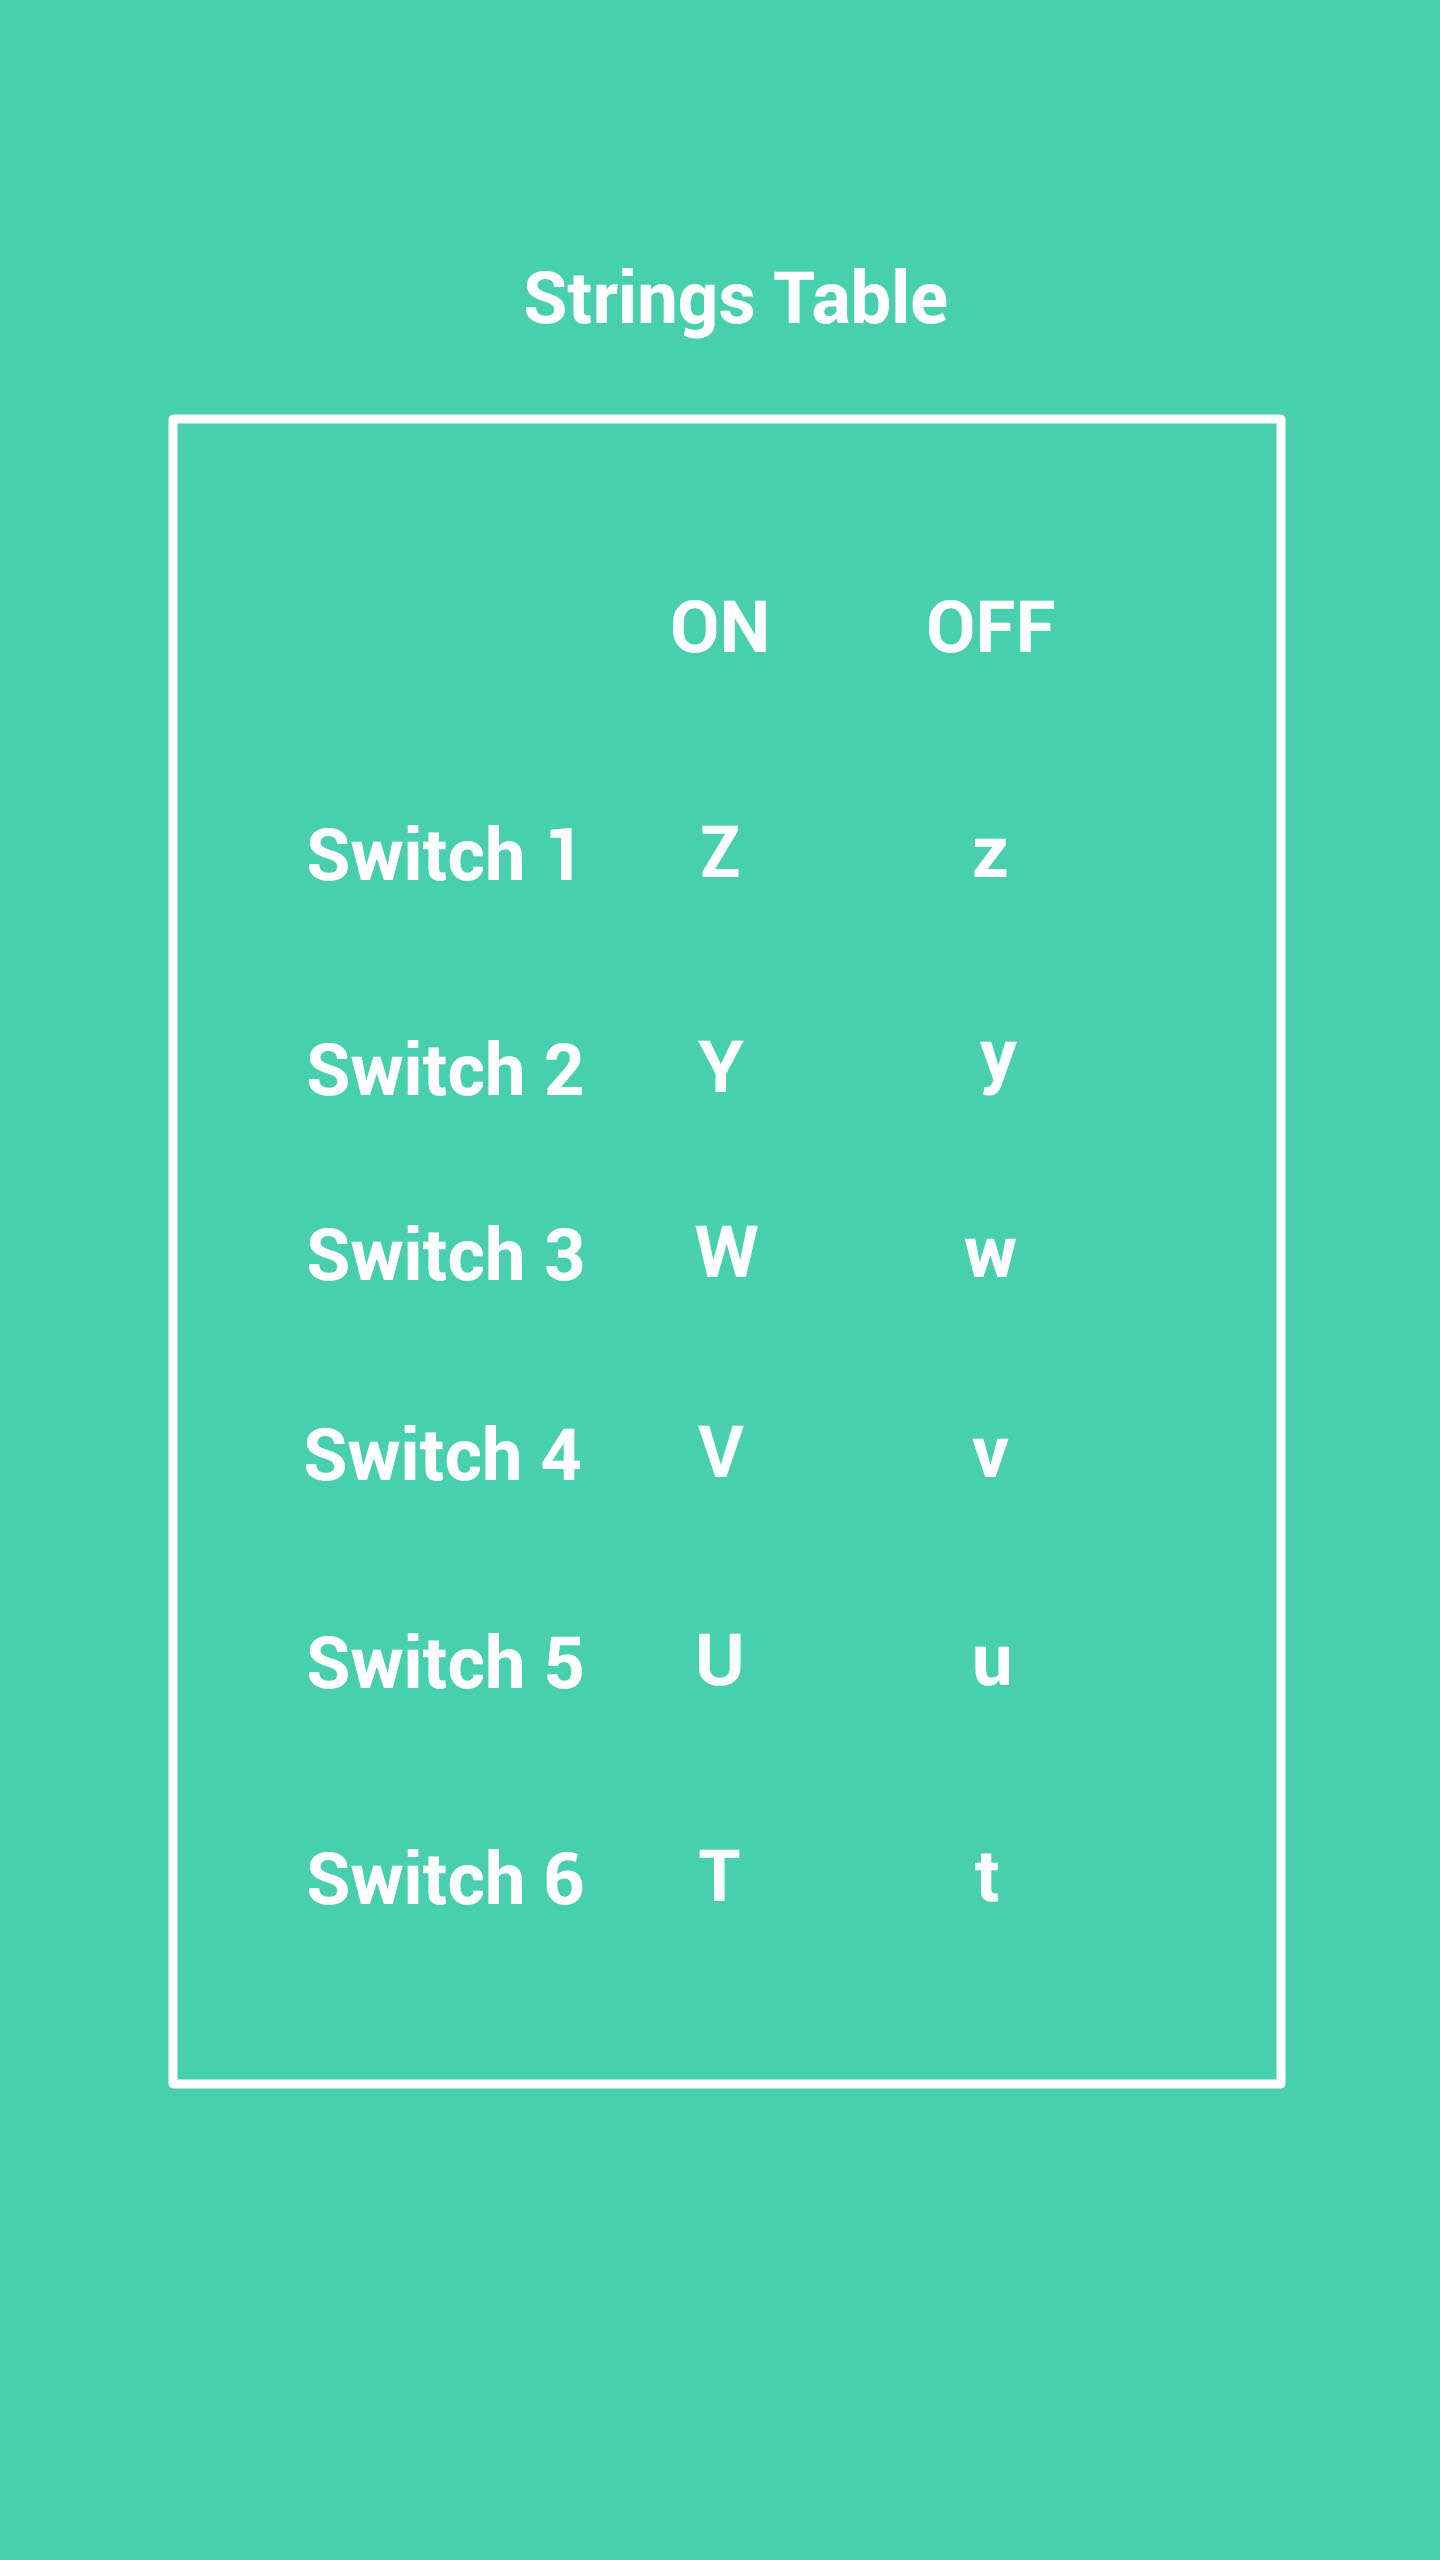 Strings Table
ON OFF
Switch 1 Z z
Switch 2 Y y
Switch 3 W w
Switch 4 V v
Switch 5 U u
Switch 6 T t